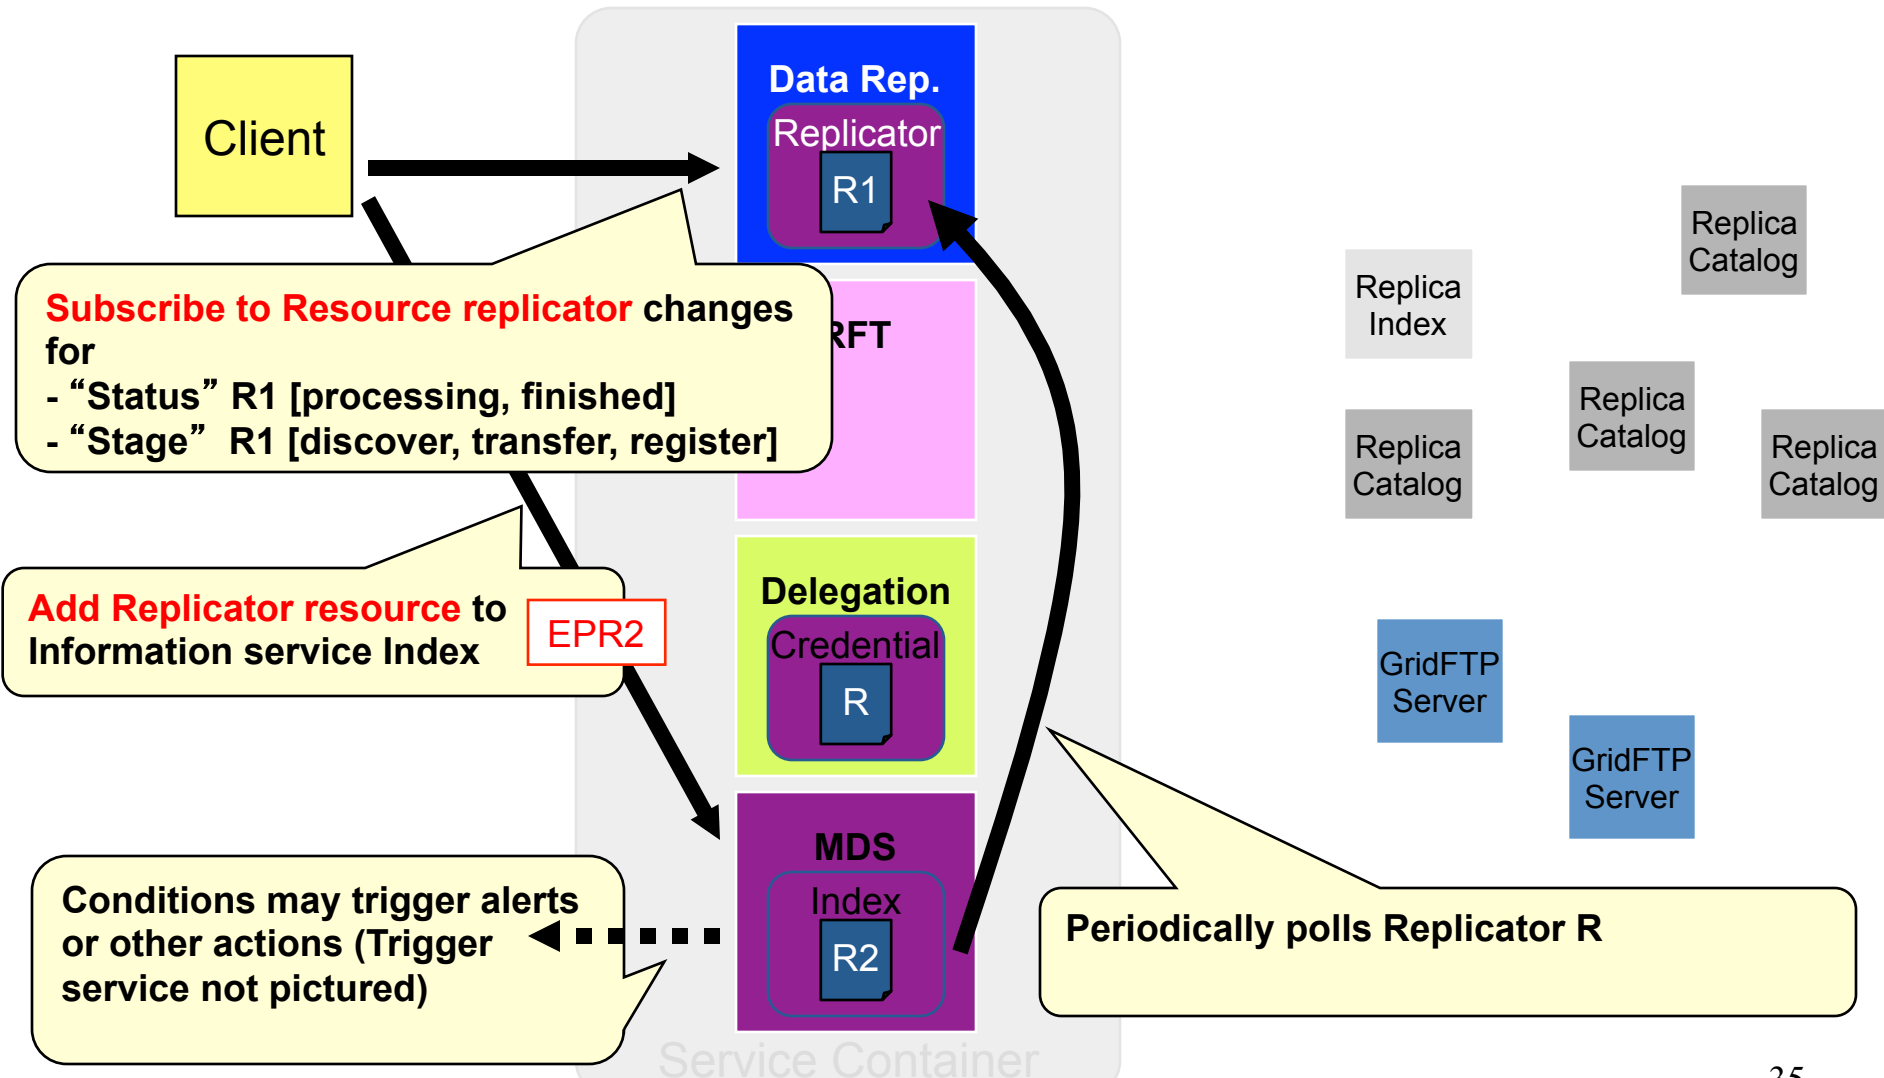 Client
Data Rep.
Replicator
R1
Subscribe to Resource replicator changes
for
- “Status” R1 [processing, finished]
- “Stage” R1 [discover, transfer, register]
RFT
Add Replicator resource to
Information service Index
EPR2
Delegation
Credential
R
MDS
Index
R2
Conditions may trigger alerts
or other actions (Trigger
service not pictured)
Periodically polls Replicator R
Service Container
Replica
Catalog
Replica
Index
Replica
Catalog
Replica
Catalog
Replica
Catalog
GridFTP
Server
GridFTP
Server